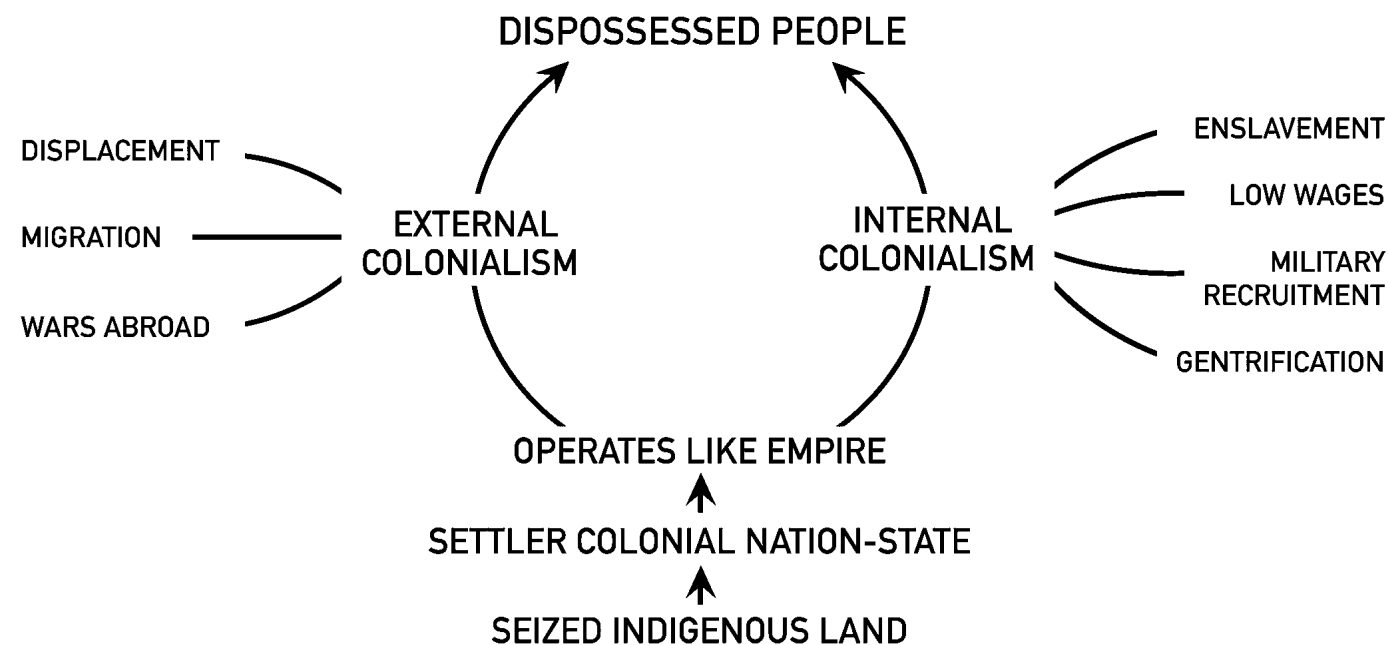 DISPOSSESSED PEOPLE
DISPLACEMENT
MIGRATION
WARS ABROAD
EXTERNAL
COLONIALISM
INTERNAL
COLONIALISM
ENSLAVEMENT
LOW WAGES
MILITARY
RECRUITMENT
GENTRIFICATION
OPERATES LIKE EMPIRE
SETTLER COLONIAL NATION-STATE
SEIZED INDIGENOUS LAND